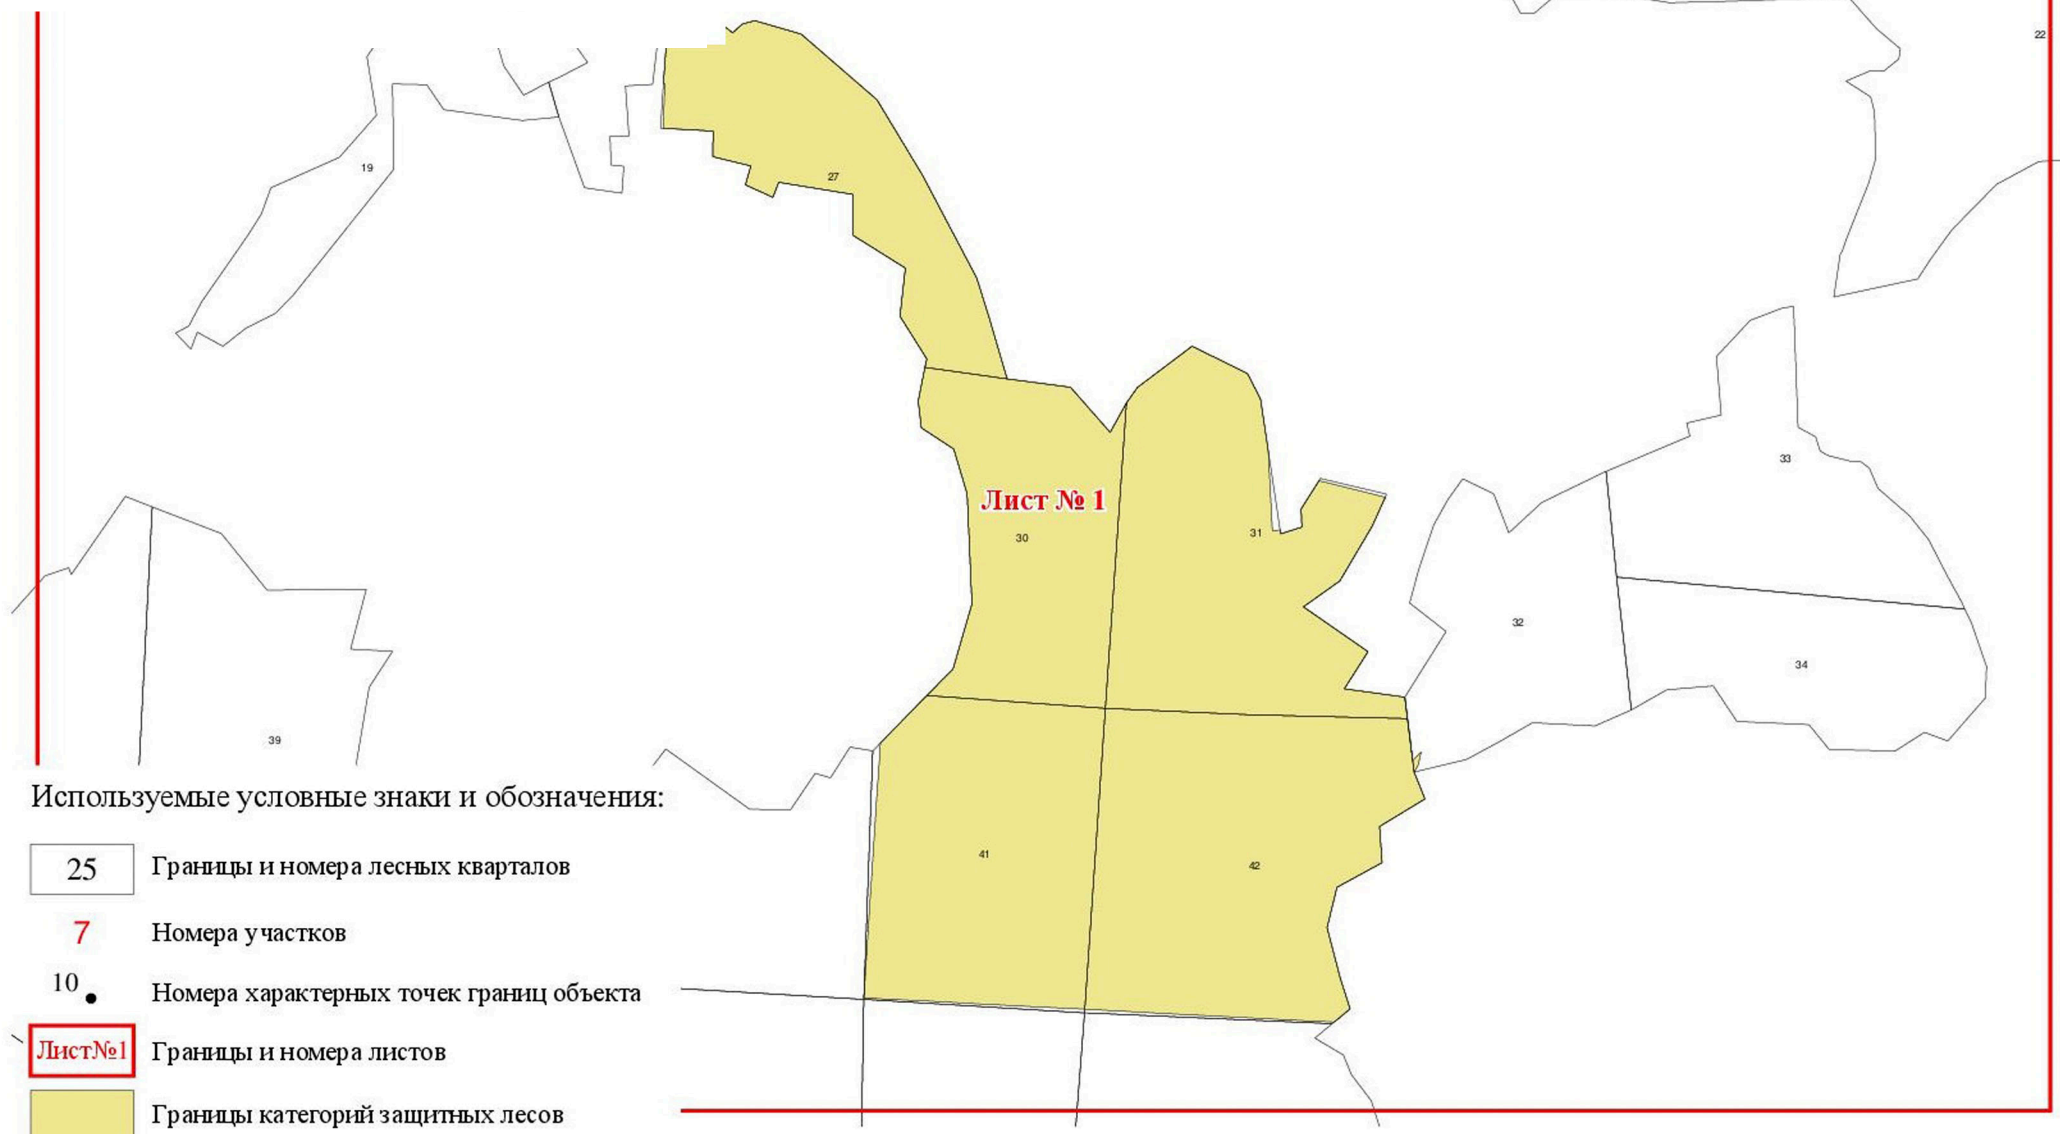 22
19
27
Лист № 1
30
31
33
32
34
39
41
42
Используемые условные знаки и обозначения:
25 Границы и номера лесных кварталов
7 Номера участков
10 Номера характерных точек границ объекта
Лист№1 Границы и номера листов
Границы категорий защитных лесов